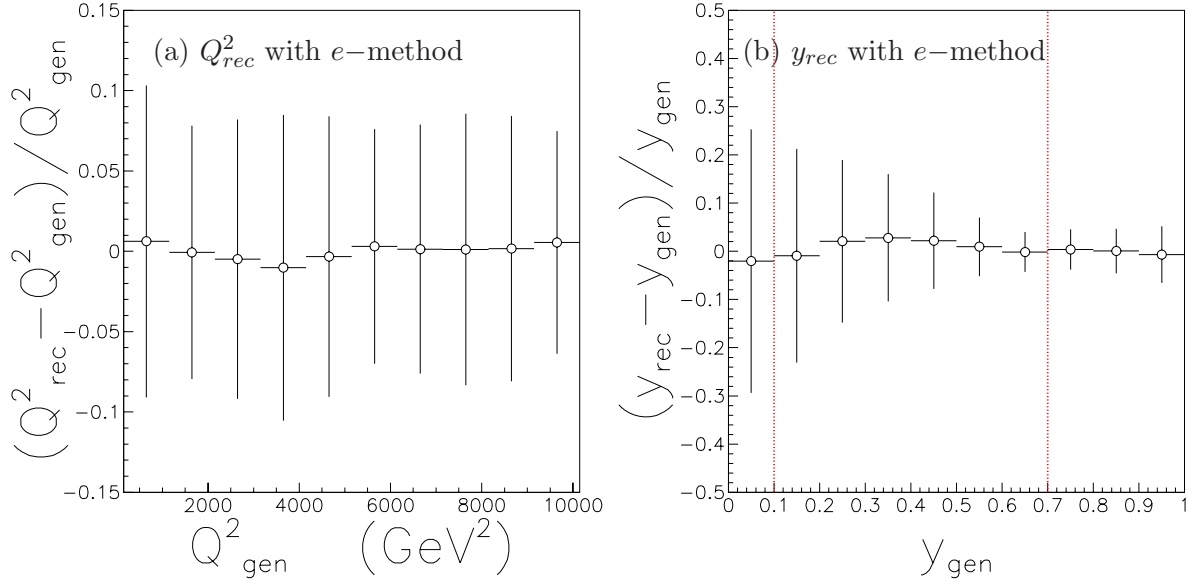 (a) Q²rec with e−method
(Q²rec − Q²gen) / Q²gen
0.15
0.1
0.05
0
−0.05
−0.1
−0.15
2000 4000 6000 8000 10000
Q²gen (GeV²)
(b) yrec with e−method
(yrec − ygen) / ygen
0.5
0.4
0.3
0.2
0.1
0
−0.1
−0.2
−0.3
−0.4
−0.5
0 0.1 0.2 0.3 0.4 0.5 0.6 0.7 0.8 0.9 1
ygen